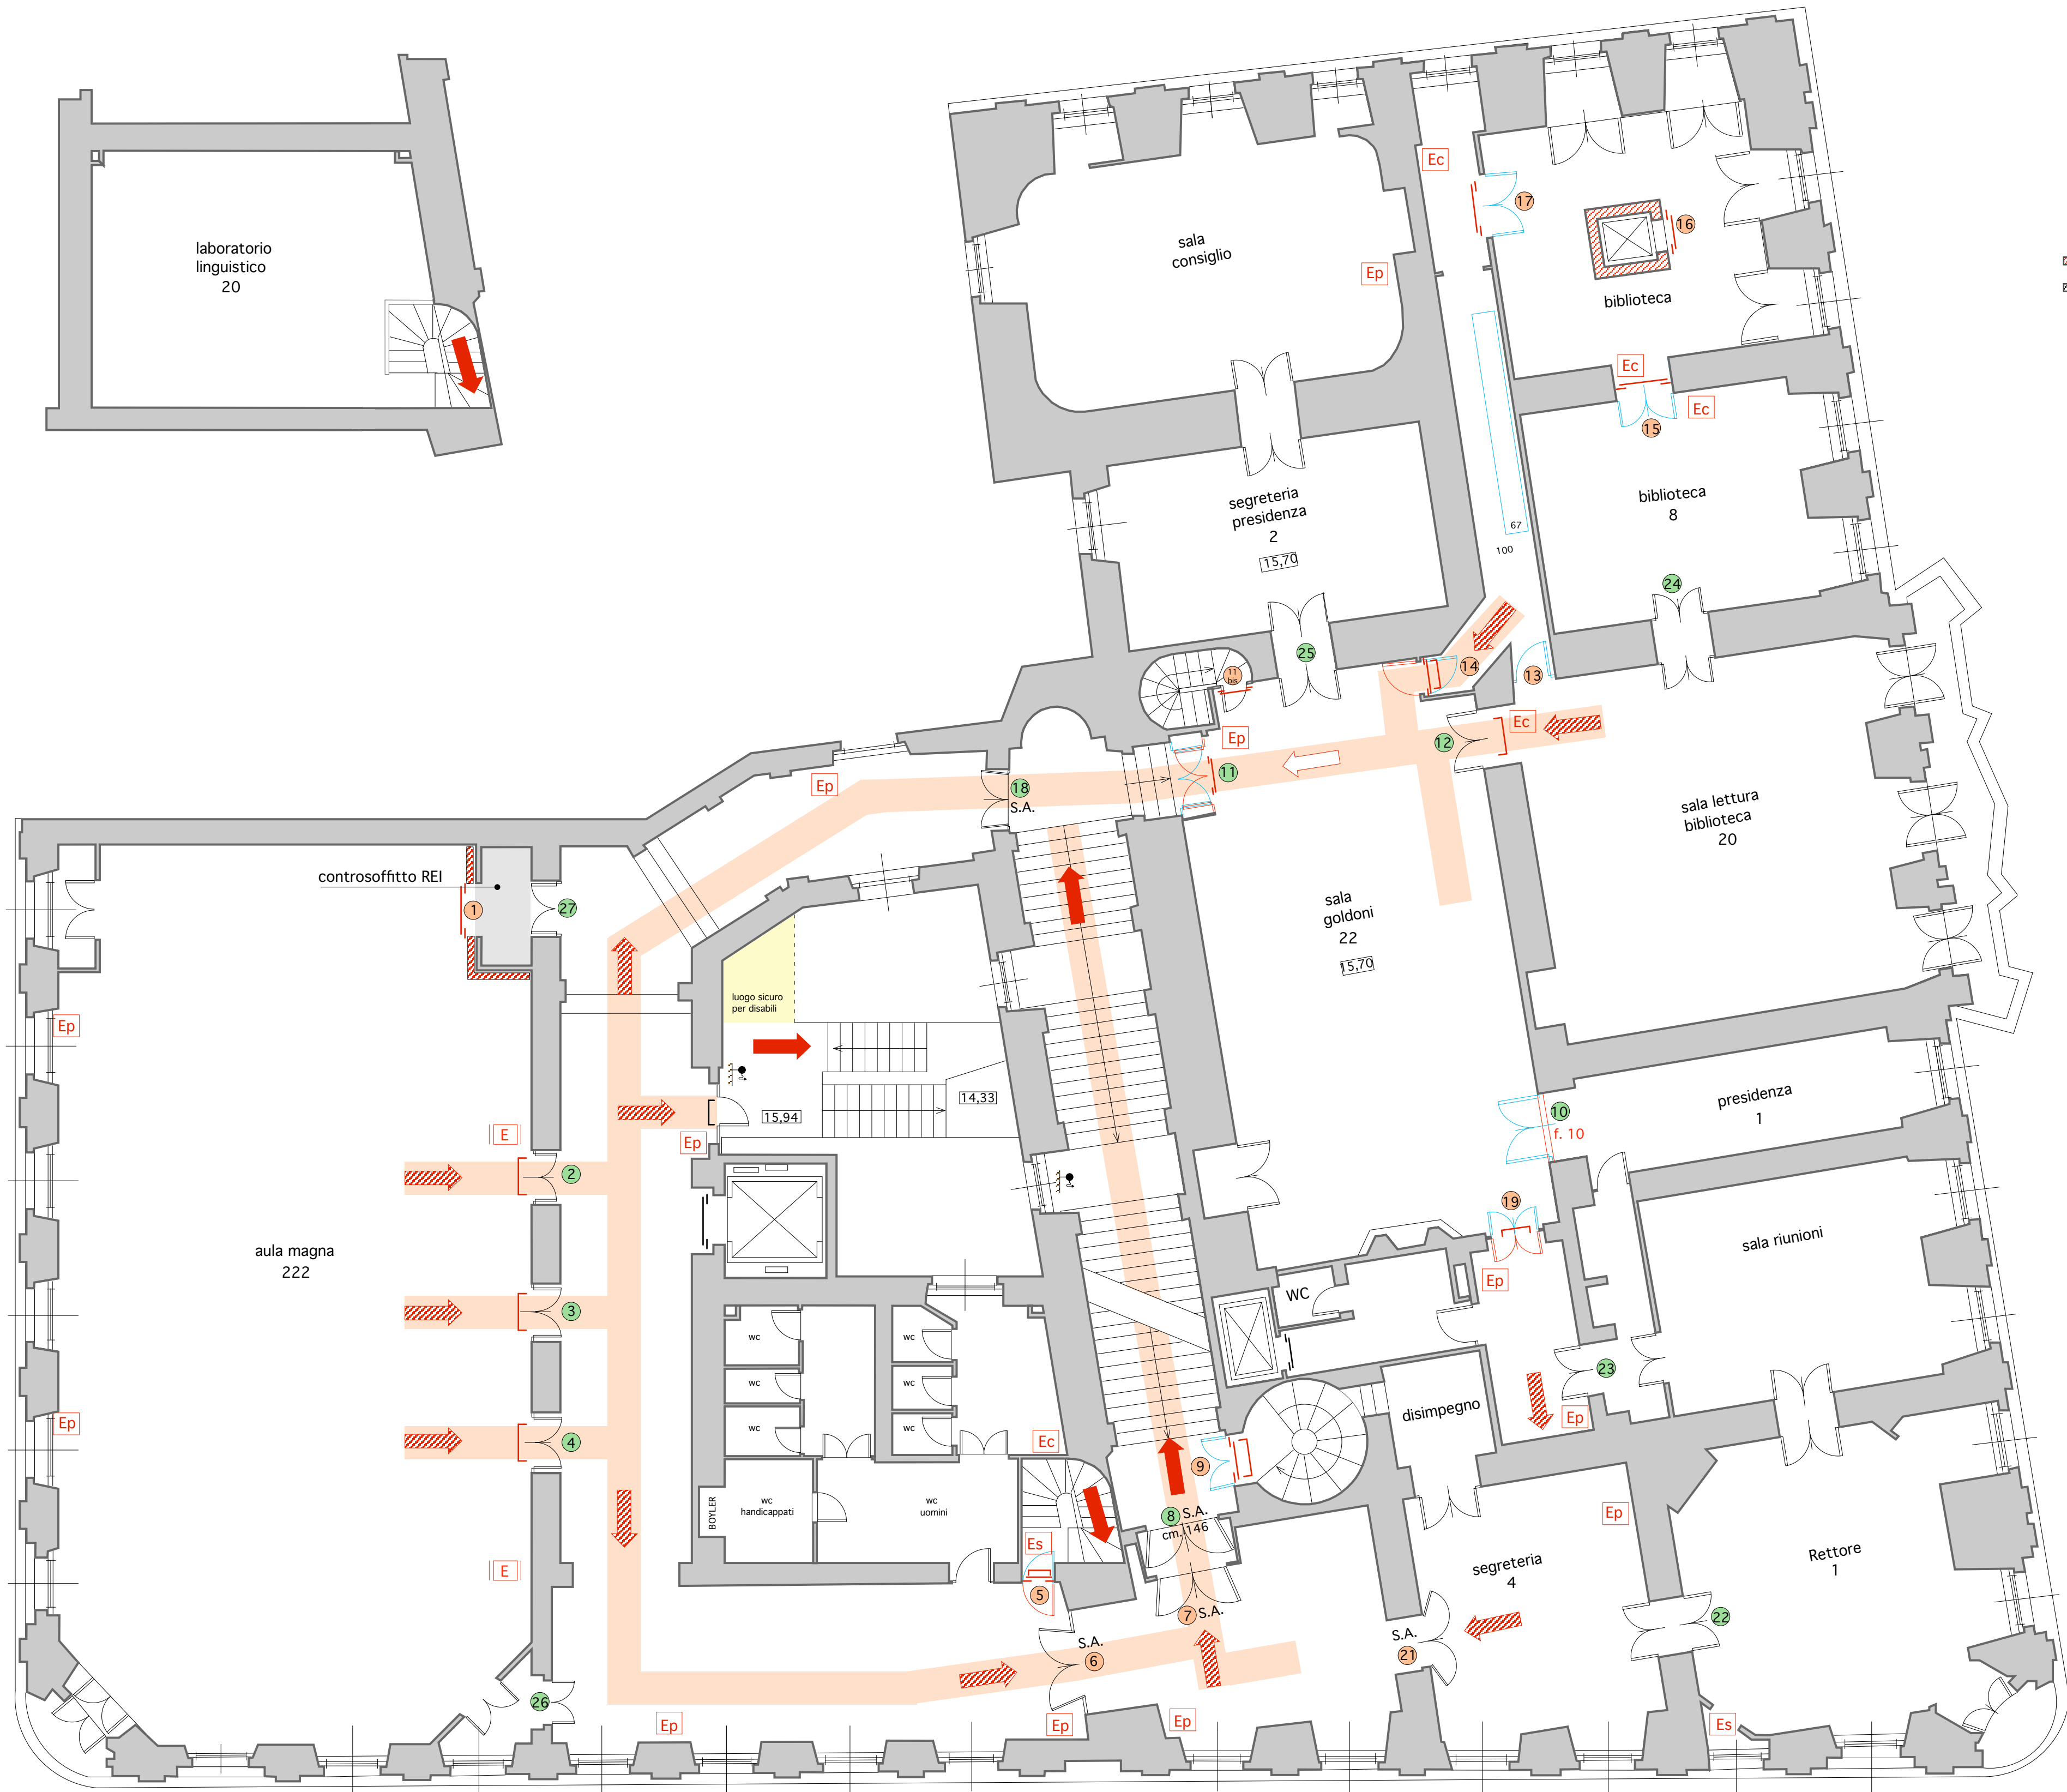 laboratorio
linguistico
20
sala
consiglio
Ec
17
16
Ep
biblioteca
Ec
Ec
15
segreteria
presidenza
2
15,70
biblioteca
8
67
100
24
25
14
13
11
bis
Ec
Ep
12
11
Ep
18
S.A.
sala lettura
biblioteca
20
controsoffitto REI
1
27
sala
goldoni
22
15,70
luogo sicuro
per disabili
Ep
15,94
14,33
presidenza
1
10
f. 10
E
Ep
2
19
sala riunioni
aula magna
222
Ep
WC
3
wc
wc
23
wc
wc
disimpegno
Ep
Ep
4
wc
wc
Ec
9
BOYLER
wc
handicappati
wc
uomini
8
S.A.
cm. 146
Ep
Es
E
5
segreteria
4
Rettore
1
7
S.A.
22
S.A.
6
S.A.
21
26
Ep
Ep
Ep
Es